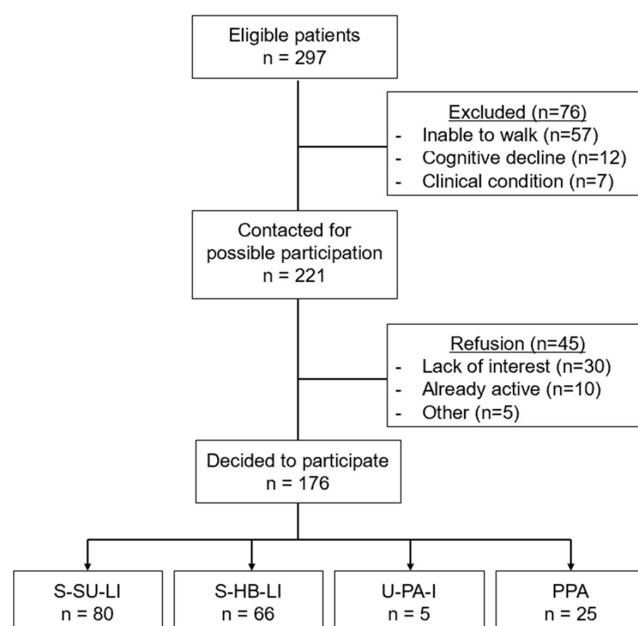 Eligible patients
n = 297
Excluded (n=76)
- Inable to walk (n=57)
- Cognitive decline (n=12)
- Clinical condition (n=7)
Contacted for
possible participation
n = 221
Refusion (n=45)
- Lack of interest (n=30)
- Already active (n=10)
- Other (n=5)
Decided to participate
n = 176
S-SU-LI
n = 80
S-HB-LI
n = 66
U-PA-I
n = 5
PPA
n = 25